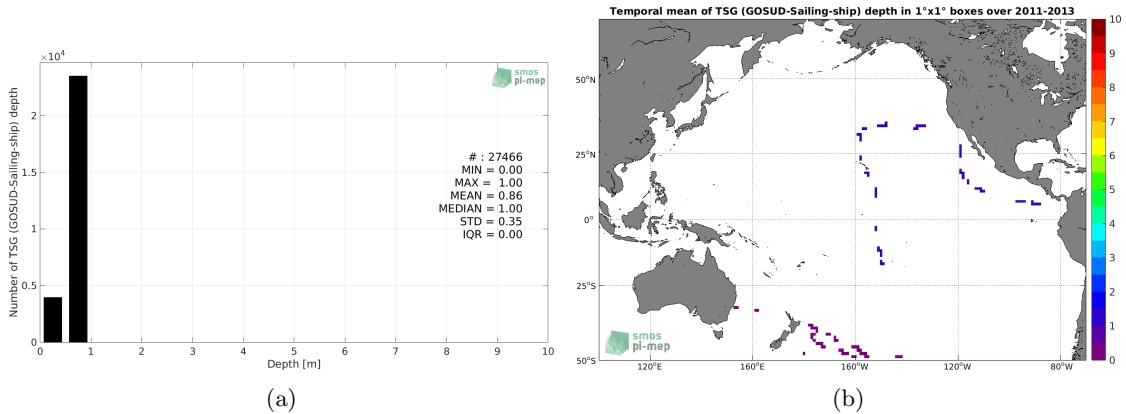 ×10⁴
2
1.5
1
0.5
0
Number of TSG (GOSUD-Sailing-ship) depth
smos
pi-mep
# : 27466
MIN = 0.00
MAX = 1.00
MEAN = 0.86
MEDIAN = 1.00
STD = 0.35
IQR = 0.00
0 1 2 3 4 5 6 7 8 9 10
Depth [m]
(a)
Temporal mean of TSG (GOSUD-Sailing-ship) depth in 1°x1° boxes over 2011-2013
50°N
25°N
0°
25°S
50°S
120°E 160°E 160°W 120°W 80°W
smos
pi-mep
10
9
8
7
6
5
4
3
2
1
0
(b)